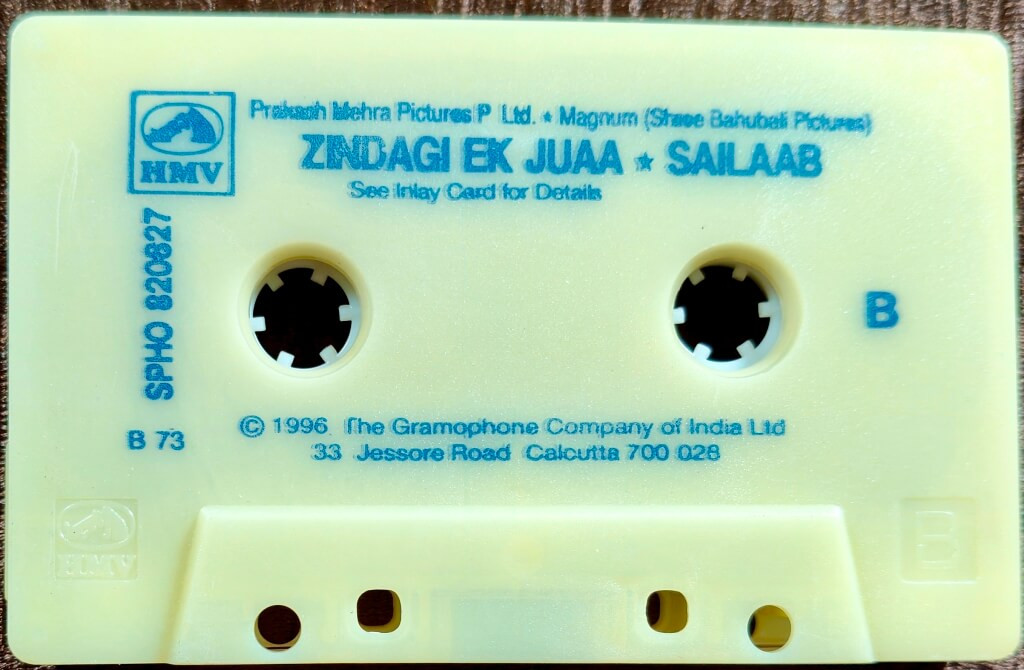 Prakash Mehra Pictures P Ltd. ★ Magnum (Shree Bahubali Pictures)
ZINDAGI EK JUAA ★ SAILAAB
See Inlay Card for Details
HMV
SPHO 820827
B
© 1996 The Gramophone Company of India Ltd
33 Jessore Road Calcutta 700 028
B 73
HMV
B